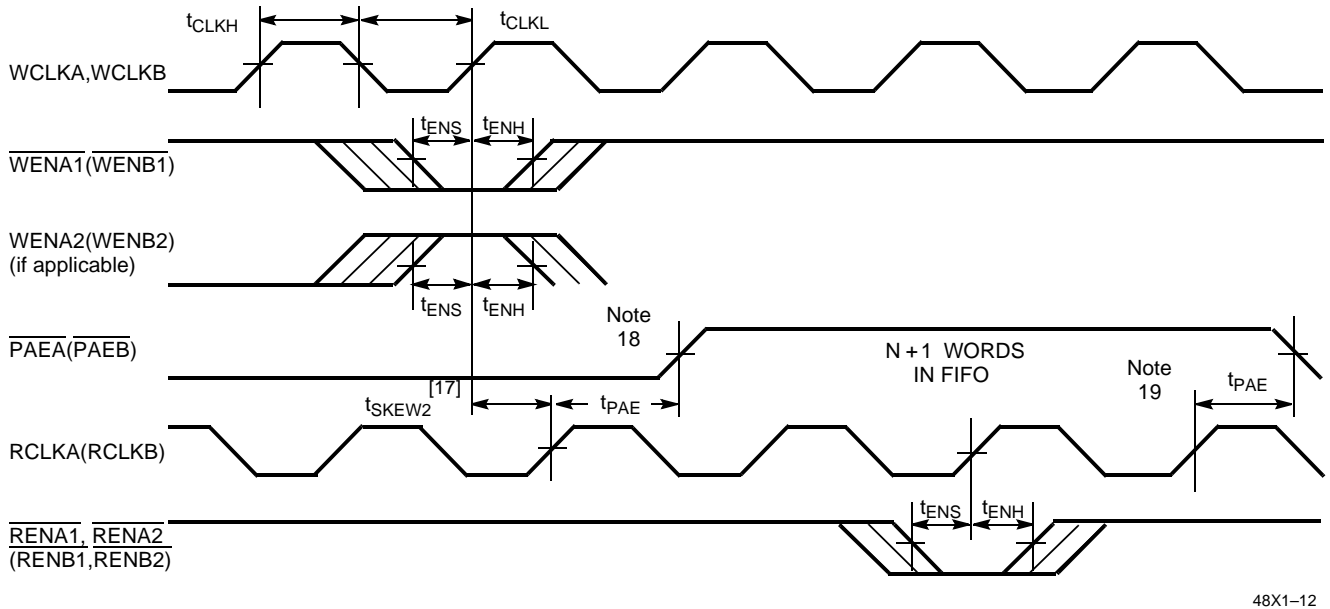 tCLKH
tCLKL
WCLKA,WCLKB
tENS
tENH
WENA1(WENB1)
WENA2(WENB2)
(if applicable)
tENS
tENH
Note
18
PAEA(PAEB)
N +1 WORDS
IN FIFO
Note
19
tPAE
[17]
tSKEW2
tPAE
RCLKA(RCLKB)
tENS
tENH
RENA1, RENA2
(RENB1,RENB2)
48X1–12